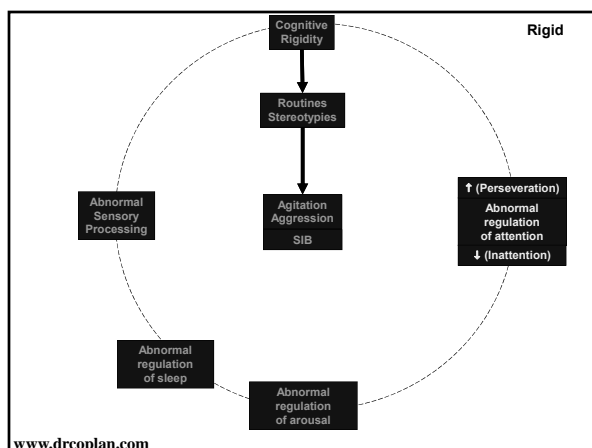 Cognitive
Rigidity
Rigid
Routines
Stereotypies
↑ (Perseveration)
Abnormal
regulation
of attention
↓ (Inattention)
Abnormal
Sensory
Processing
Agitation
Aggression
SIB
Abnormal
regulation
of sleep
Abnormal
regulation
of arousal
www.drcoplan.com